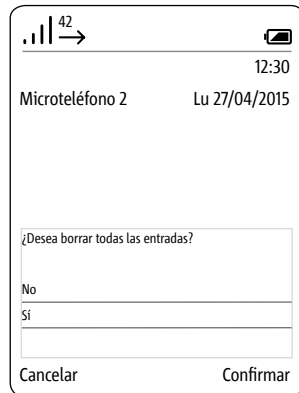 42
12:30
Microteléfono 2 Lu 27/04/2015
¿Desea borrar todas las entradas?
No
Sí
Cancelar Confirmar